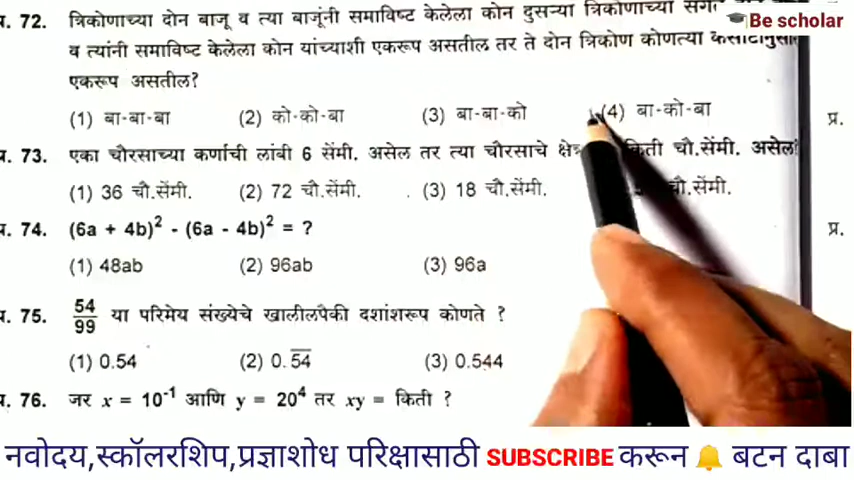 72. त्रिकोणाच्या दोन बाजू व त्या बाजूंनी समाविष्ट केलेला कोन दुसऱ्या त्रिकोणाच्या
Be scholar
व त्यांनी समाविष्ट केलेला कोन यांच्याशी एकरूप असतील तर ते दोन त्रिकोण कोणत्या
एकरूप असतील?
(1) बा-बा-बा (2) को-को-बा (3) बा-बा-को (4) बा-को-बा
प्र.
73. एका चौरसाच्या कर्णाची लांबी 6 सेंमी. असेल तर त्या चौरसाचे किती चौ.सेंमी. असेल
(1) 36 चौ.सेंमी. (2) 72 चौ.सेंमी. (3) 18 चौ.सेंमी. चौ.सेंमी.
74. (6a + 4b)² - (6a - 4b)² = ?
प्र.
(1) 48ab (2) 96ab (3) 96a
75. 54/99 या परिमेय संख्येचे खालीलपैकी दशांशरूप कोणते ?
(1) 0.54 (2) 0.5̅4̅ (3) 0.544
76. जर x = 10⁻¹ आणि y = 20⁴ तर xy = किती ?
नवोदय,स्कॉलरशिप,प्रज्ञाशोध परिक्षासाठी SUBSCRIBE करून 🔔 बटन दाबा